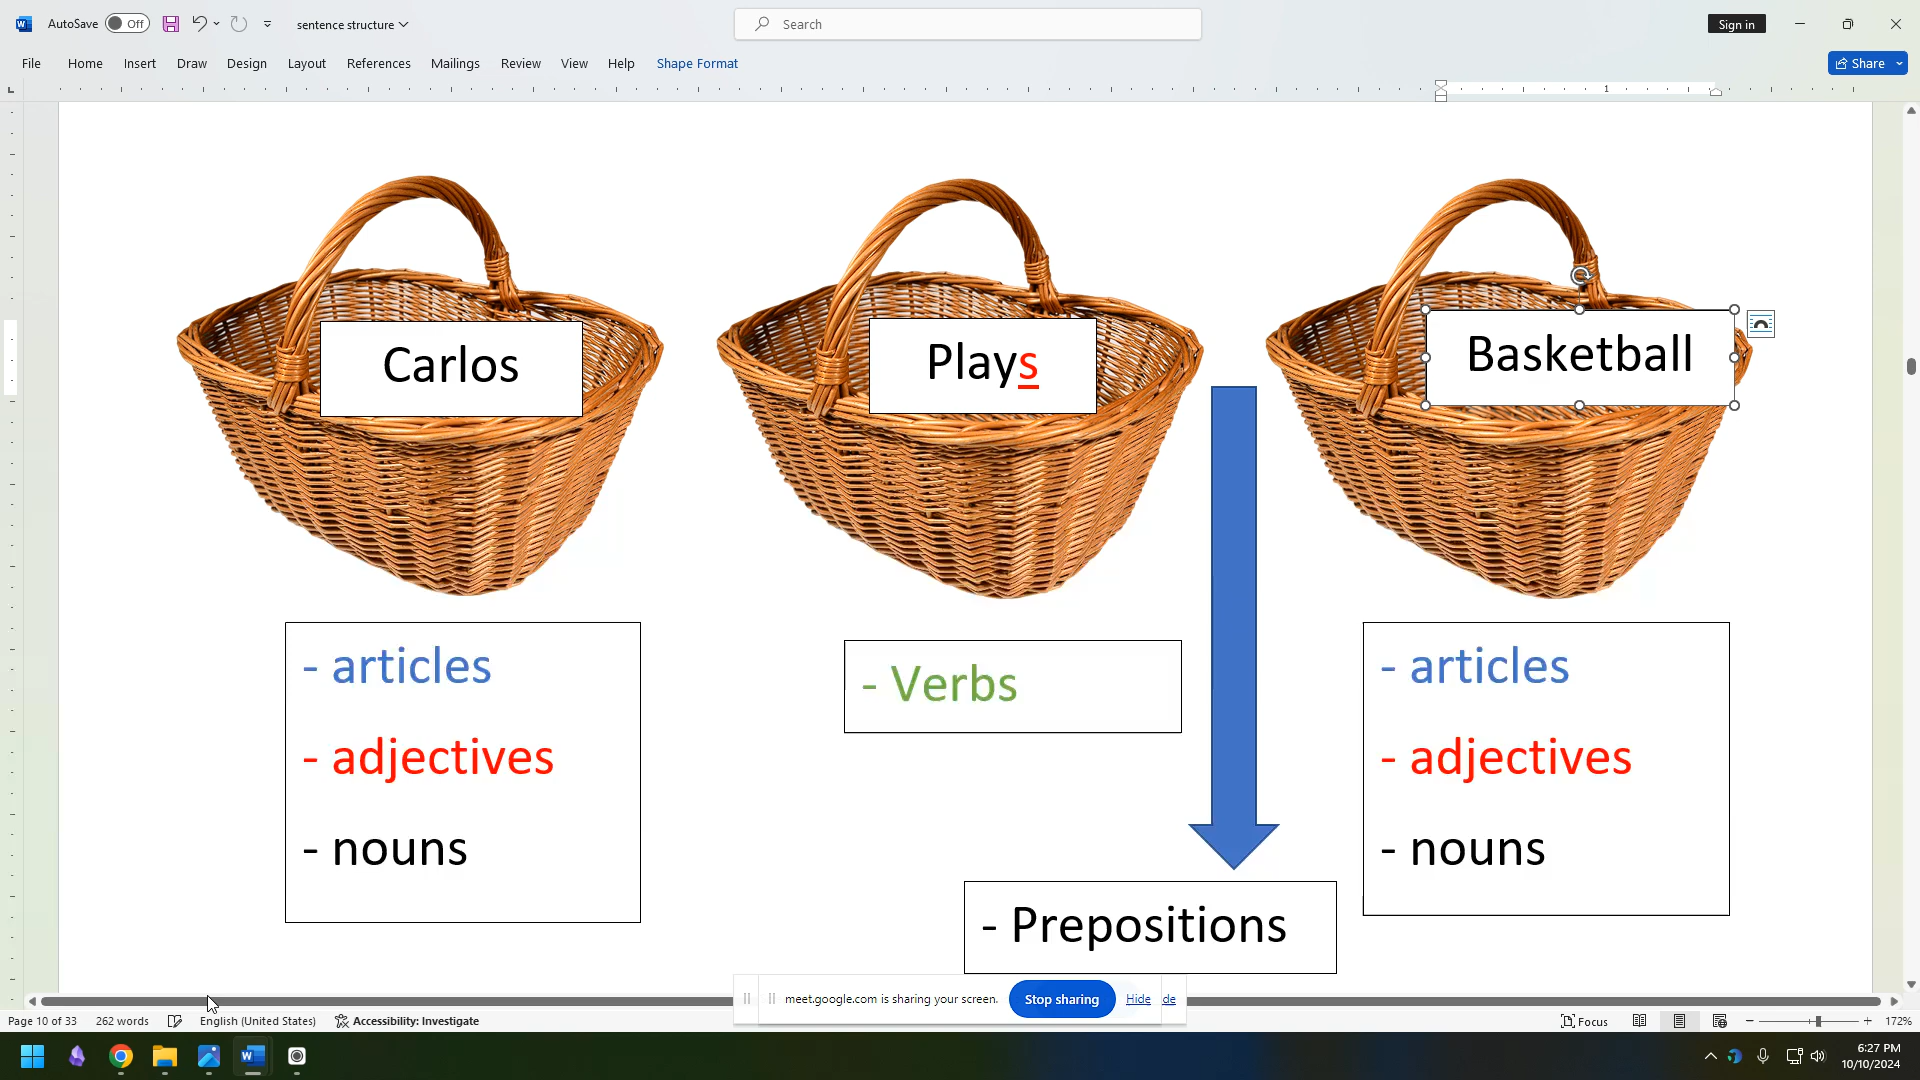 AutoSave Off sentence structure Search Sign in
File Home Insert Draw Design Layout References Mailings Review View Help Shape Format Share
1
Carlos
Plays
Basketball
- articles
- adjectives
- nouns
- Verbs
- Prepositions
- articles
- adjectives
- nouns
meet.google.com is sharing your screen. Stop sharing Hide de
Page 10 of 33 262 words English (United States) Accessibility: Investigate Focus 172%
6:27 PM
10/10/2024